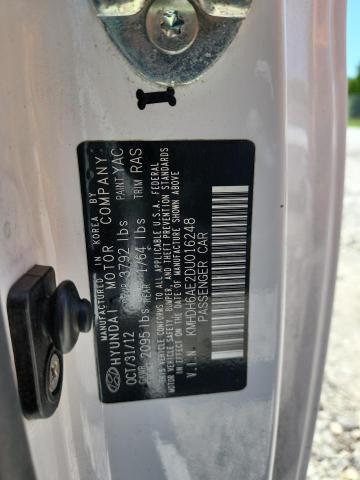 MANUFACTURED IN KOREA BY
HYUNDAI MOTOR COMPANY
OCT/31/12 GVWR 3792 lbs PAINT YAC
GAWR FRONT 2095 lbs GAWR REAR 1764 lbs TRIM RAS
THIS VEHICLE CONFORMS TO ALL APPLICABLE U.S.A. FEDERAL
MOTOR VEHICLE SAFETY, BUMPER, AND THEFT PREVENTION STANDARDS
IN EFFECT ON THE DATE OF MANUFACTURE SHOWN ABOVE.
V.I.N. KMHDH6AE2DU016248
PASSENGER CAR